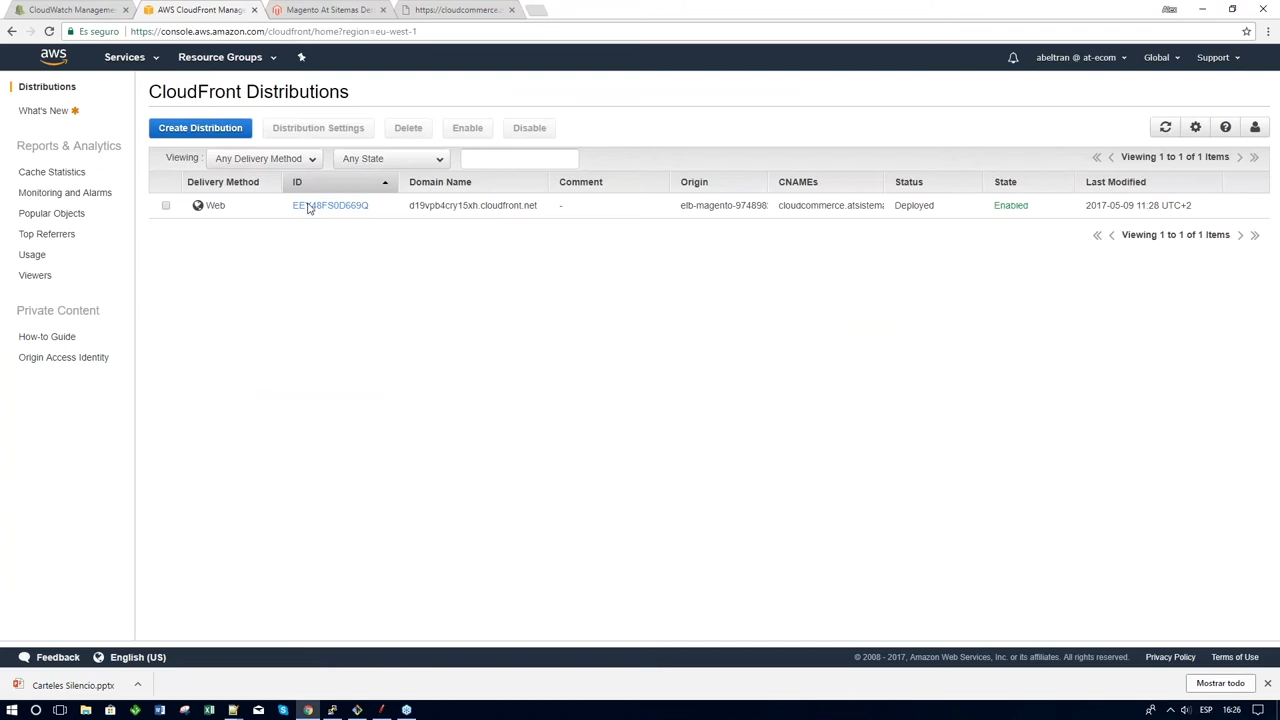 CloudWatch Manageme
AWS CloudFront Manag
Magento At Sitemas De
https://cloudcommerce.
Alex
Es seguro https://console.aws.amazon.com/cloudfront/home?region=eu-west-1
aws Services Resource Groups abeltran @ at-ecom Global Support
Distributions
What's New
Reports & Analytics
Cache Statistics
Monitoring and Alarms
Popular Objects
Top Referrers
Usage
Viewers
Private Content
How-to Guide
Origin Access Identity
CloudFront Distributions
Create Distribution Distribution Settings Delete Enable Disable
Viewing : Any Delivery Method Any State Viewing 1 to 1 of 1 Items
Delivery Method ID Domain Name Comment Origin CNAMEs Status State Last Modified
Web d19vpb4cry15xh.cloudfront.net - elb-magento-974898 cloudcommerce.atsistema Deployed Enabled 2017-05-09 11:28 UTC+2
Viewing 1 to 1 of 1 Items
Feedback English (US) © 2008 - 2017, Amazon Web Services, Inc. or its affiliates. All rights reserved. Privacy Policy Terms of Use
Carteles Silencio.pptx Mostrar todo
ESP 16:26